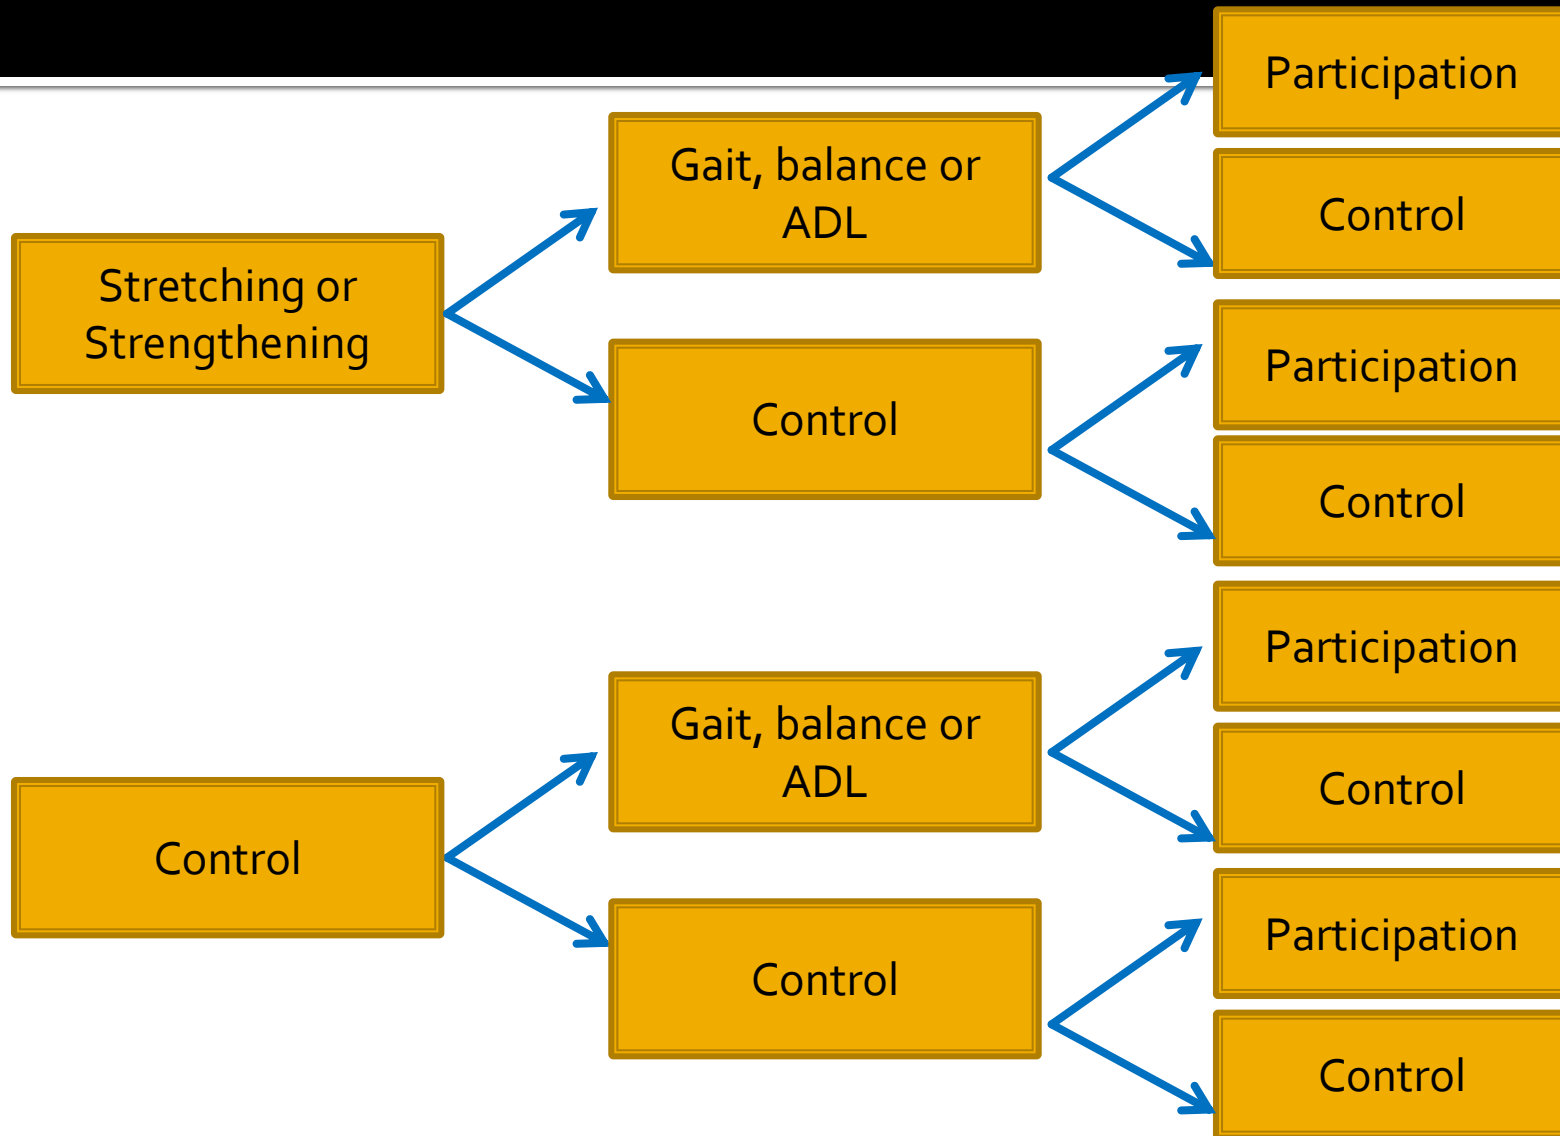 Stretching or
Strengthening
Gait, balance or
ADL
Participation
Control
Control
Participation
Control
Control
Gait, balance or
ADL
Participation
Control
Control
Participation
Control